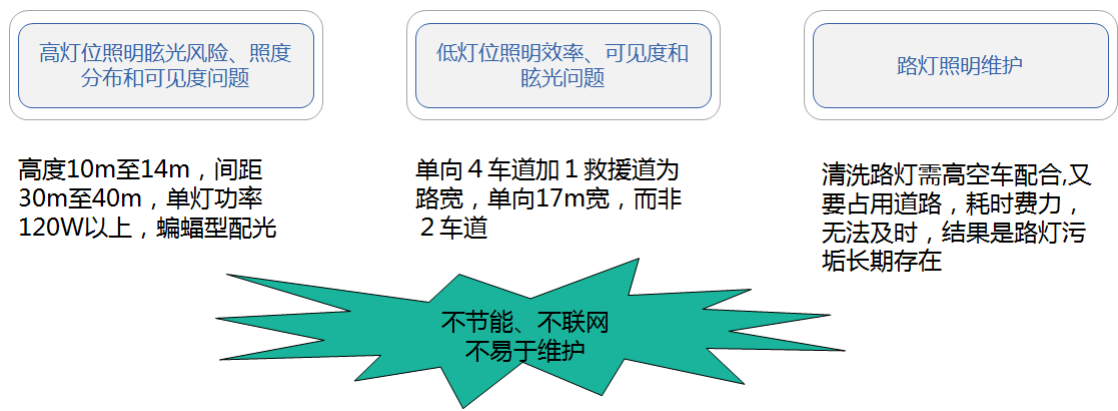 高灯位照明眩光风险、照度
分布和可见度问题
低灯位照明效率、可见度和
眩光问题
路灯照明维护
高度10m至14m，间距
30m至40m，单灯功率
120W以上，蝙蝠型配光
单向４车道加１救援道为
路宽，单向17m宽，而非
２车道
清洗路灯需高空车配合,又
要占用道路，耗时费力，
无法及时，结果是路灯污
垢长期存在
不节能、不联网
不易于维护